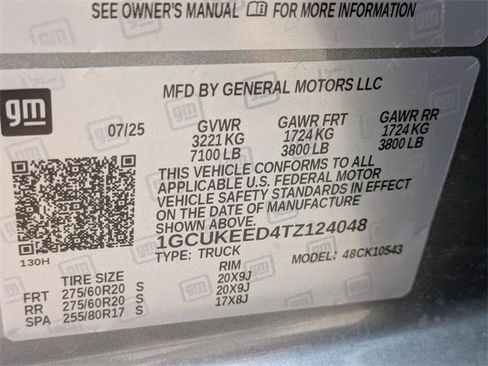 SEE OWNER'S MANUAL FOR MORE INFORMATION
gm
MFD BY GENERAL MOTORS LLC
07/25 GVWR GAWR FRT GAWR RR
3221 KG 1724 KG 1724 KG
7100 LB 3800 LB 3800 LB
THIS VEHICLE CONFORMS TO ALL
APPLICABLE U.S. FEDERAL MOTOR
VEHICLE SAFETY STANDARDS IN EFFECT
ON THE DATE OF MANUFACTURE
SHOWN ABOVE
1GCUKEED4TZ124048
130H TYPE: TRUCK MODEL: 48CK10543
TIRE SIZE RIM
FRT 275/60R20 S 20X9J
RR 275/60R20 S 20X9J
SPA 255/80R17 S 17X8J